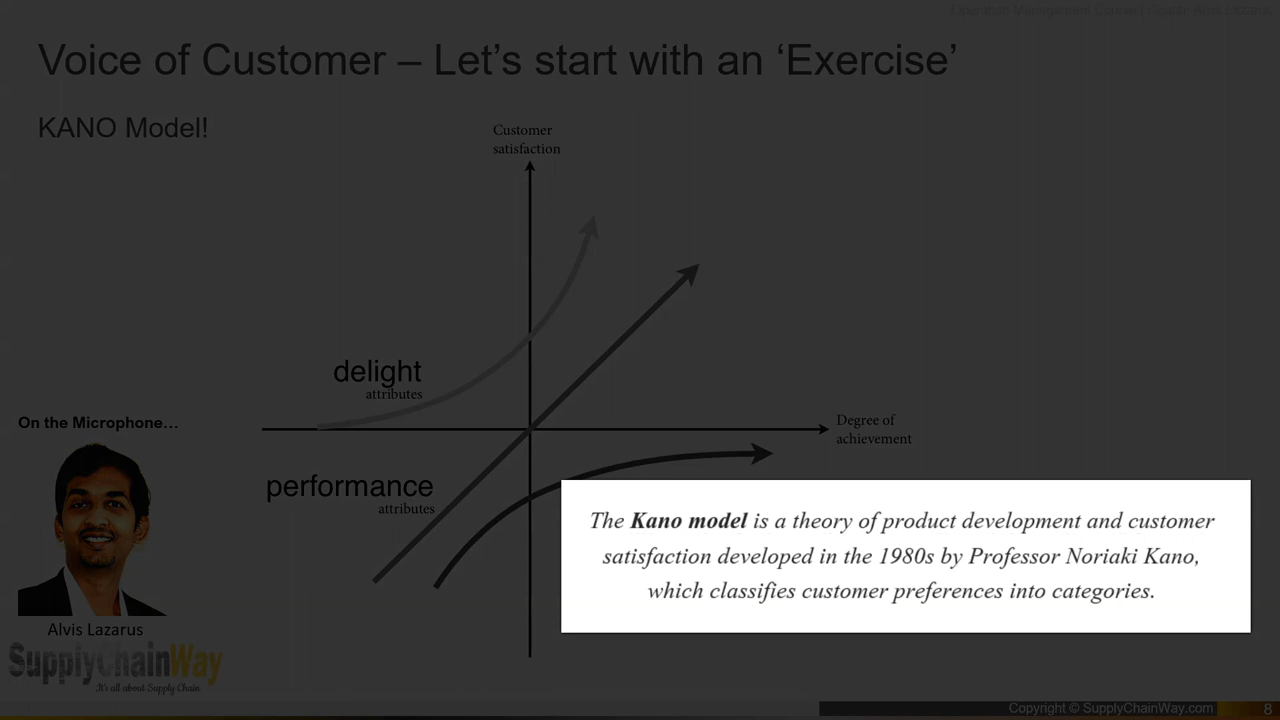 Voice of Customer – Let’s start with an ‘Exercise’
KANO Model!
Customer
satisfaction
delight
attributes
Degree of
achievement
On the Microphone…
performance
attributes
The Kano model is a theory of product development and customer
satisfaction developed in the 1980s by Professor Noriaki Kano,
which classifies customer preferences into categories.
Alvis Lazarus
SupplyChainWay
It's all about Supply Chain
Copyright © SupplyChainWay.com
8